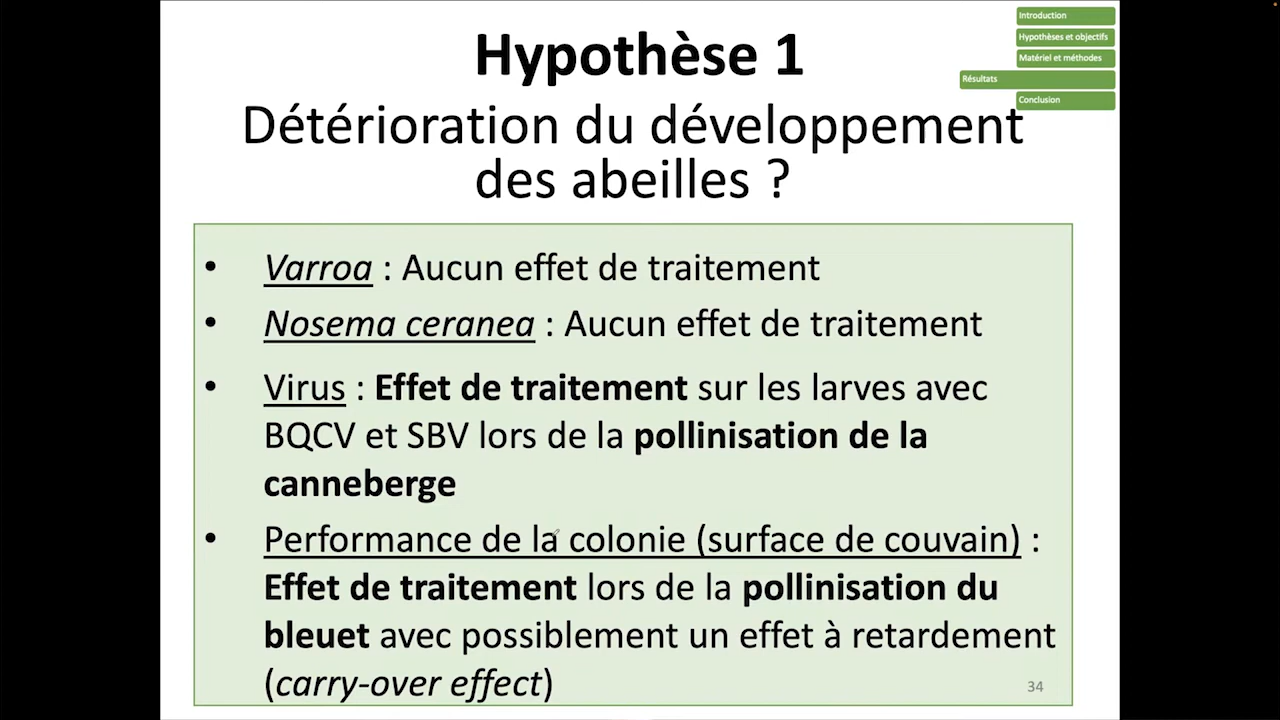 Hypothèse 1
Détérioration du développement
des abeilles ?
Introduction
Hypothèses et objectifs
Matériel et méthodes
Résultats
Conclusion
• Varroa : Aucun effet de traitement
• Nosema ceranea : Aucun effet de traitement
• Virus : Effet de traitement sur les larves avec
BQCV et SBV lors de la pollinisation de la
canneberge
• Performance de la colonie (surface de couvain) :
Effet de traitement lors de la pollinisation du
bleuet avec possiblement un effet à retardement
(carry-over effect)
34